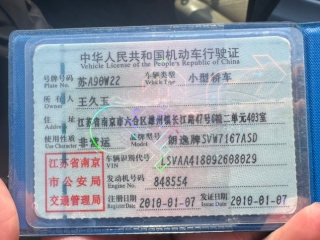 中华人民共和国机动车行驶证
Vehicle License of the People's Republic of China
号牌号码 苏A90W22 车辆类型 小型轿车
Plate No. Vehicle Type
所有人 王久玉
Owner
住址 江苏省南京市六合区雄州镇长江路47号8幢二单元403室
Address
使用性质 非营运 品牌型号 朗逸牌SVW7167ASD
Use Character Model
江苏省南京 车辆识别代号 LSVAA418092608029
VIN
市公安局 发动机号码 848554
Engine No.
交通管理局 注册日期 2010-01-07 发证日期 2010-01-07
Register Date Issue Date